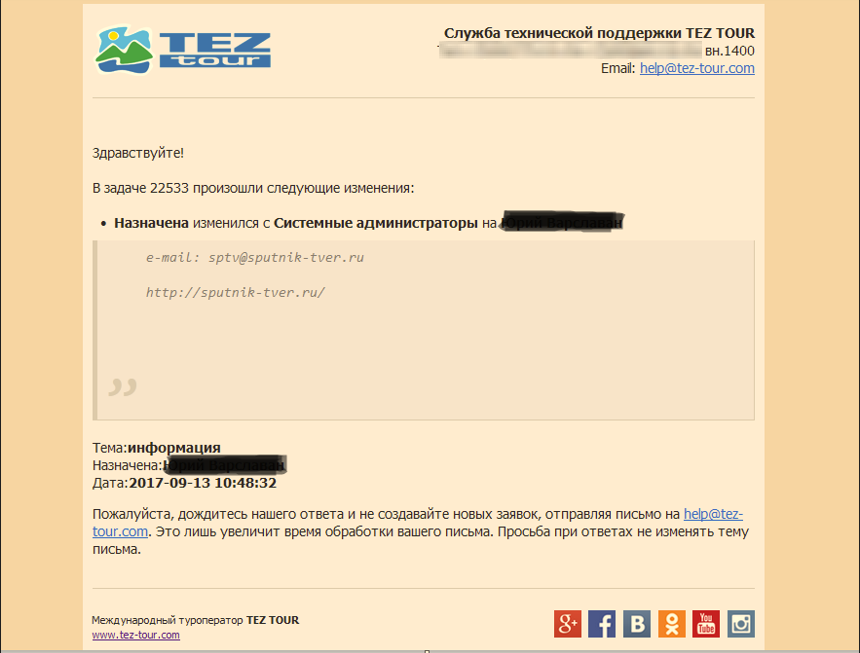 TEZ
tour
Служба технической поддержки TEZ TOUR
вн.1400
Email: help@tez-tour.com
Здравствуйте!
В задаче 22533 произошли следующие изменения:
• Назначена изменился с Системные администраторы на
e-mail: sptv@sputnik-tver.ru
http://sputnik-tver.ru/
”
Тема:информация
Назначена:
Дата:2017-09-13 10:48:32
Пожалуйста, дождитесь нашего ответа и не создавайте новых заявок, отправляя письмо на help@tez-
tour.com. Это лишь увеличит время обработки вашего письма. Просьба при ответах не изменять тему
письма.
Международный туроператор TEZ TOUR
www.tez-tour.com
g+ f B You Tube